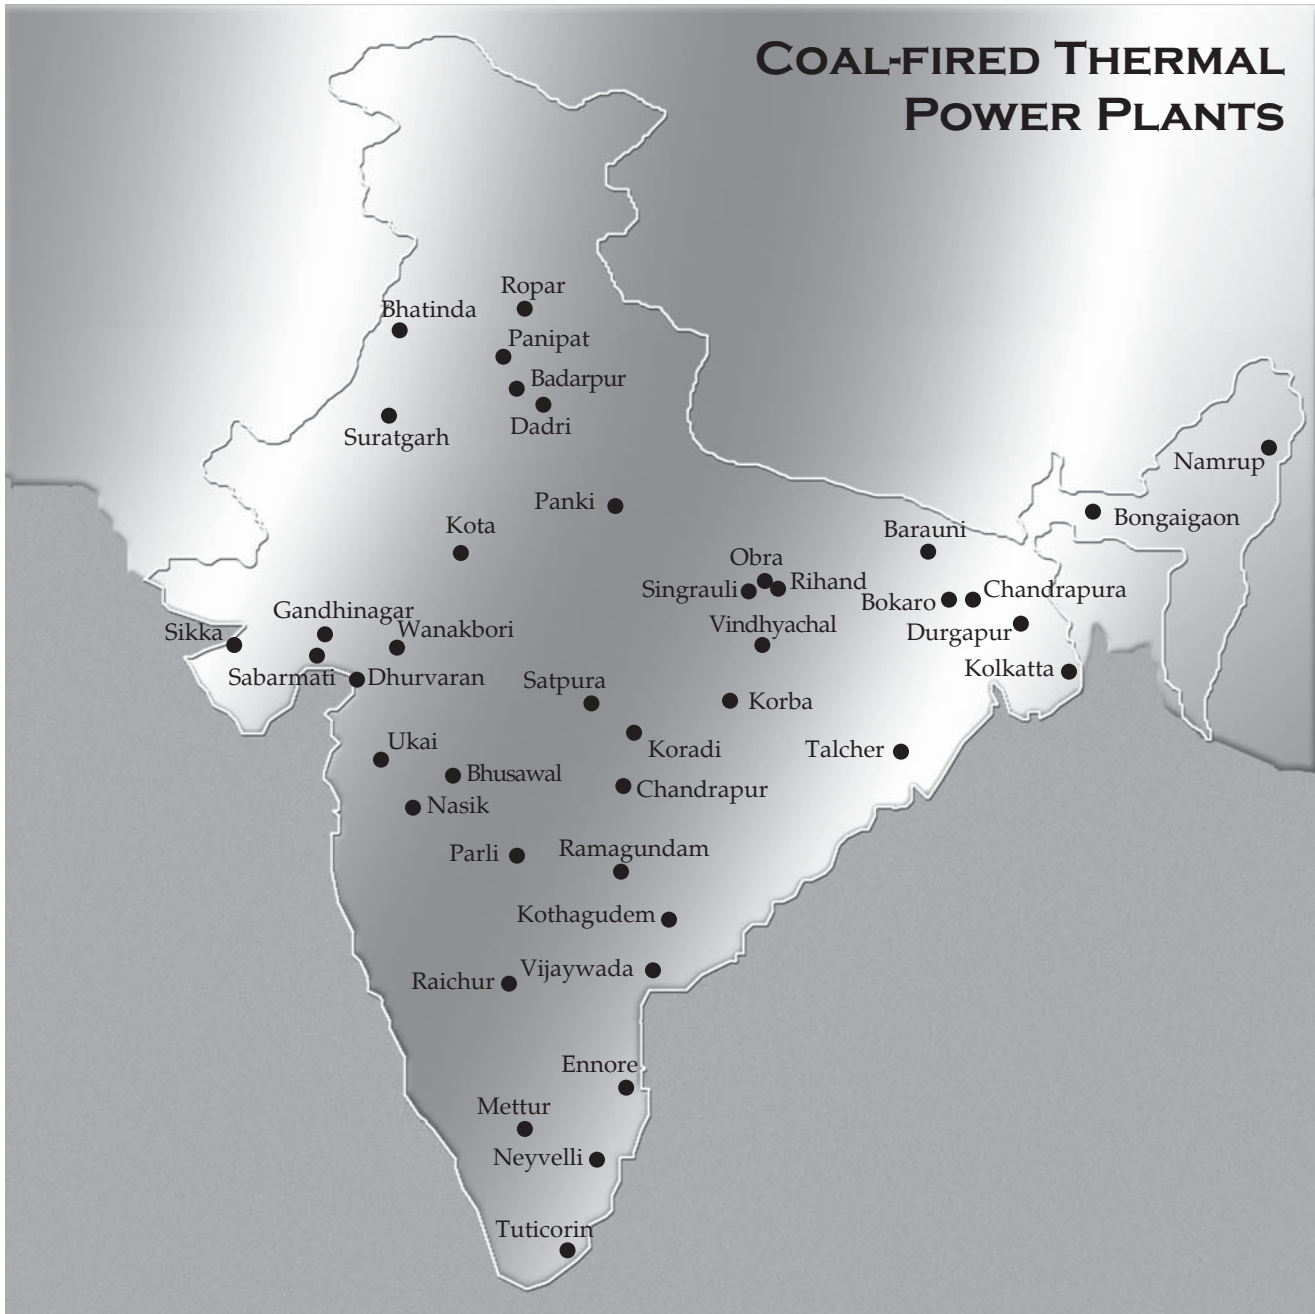 COAL-FIRED THERMAL
POWER PLANTS
Ropar
Bhatinda
Panipat
Badarpur
Dadri
Suratgarh
Namrup
Panki
Bongaigaon
Kota
Barauni
Obra
Singrauli
Rihand
Bokaro
Chandrapura
Gandhinagar
Sikka
Wanakbori
Vindhyachal
Durgapur
Sabarmati
Dhurvaran
Kolkatta
Satpura
Korba
Ukai
Koradi
Talcher
Bhusawal
Chandrapur
Nasik
Parli
Ramagundam
Kothagudem
Raichur
Vijaywada
Ennore
Mettur
Neyvelli
Tuticorin